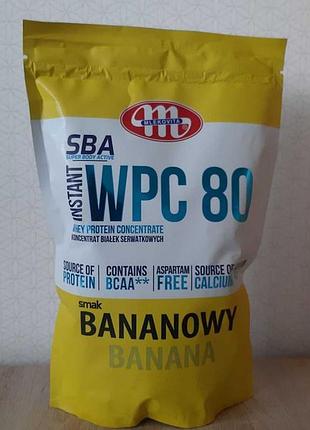 MLEKOVITA
SBA
SUPER BODY ACTIVE
INSTANT
WPC 80
WHEY PROTEIN CONCENTRATE
KONCENTRAT BIAŁEK SERWATKOWYCH
SOURCE OF
PROTEIN
CONTAINS
BCAA**
ASPARTAM
FREE
SOURCE OF
CALCIUM
smak
BANANOWY
BANANA